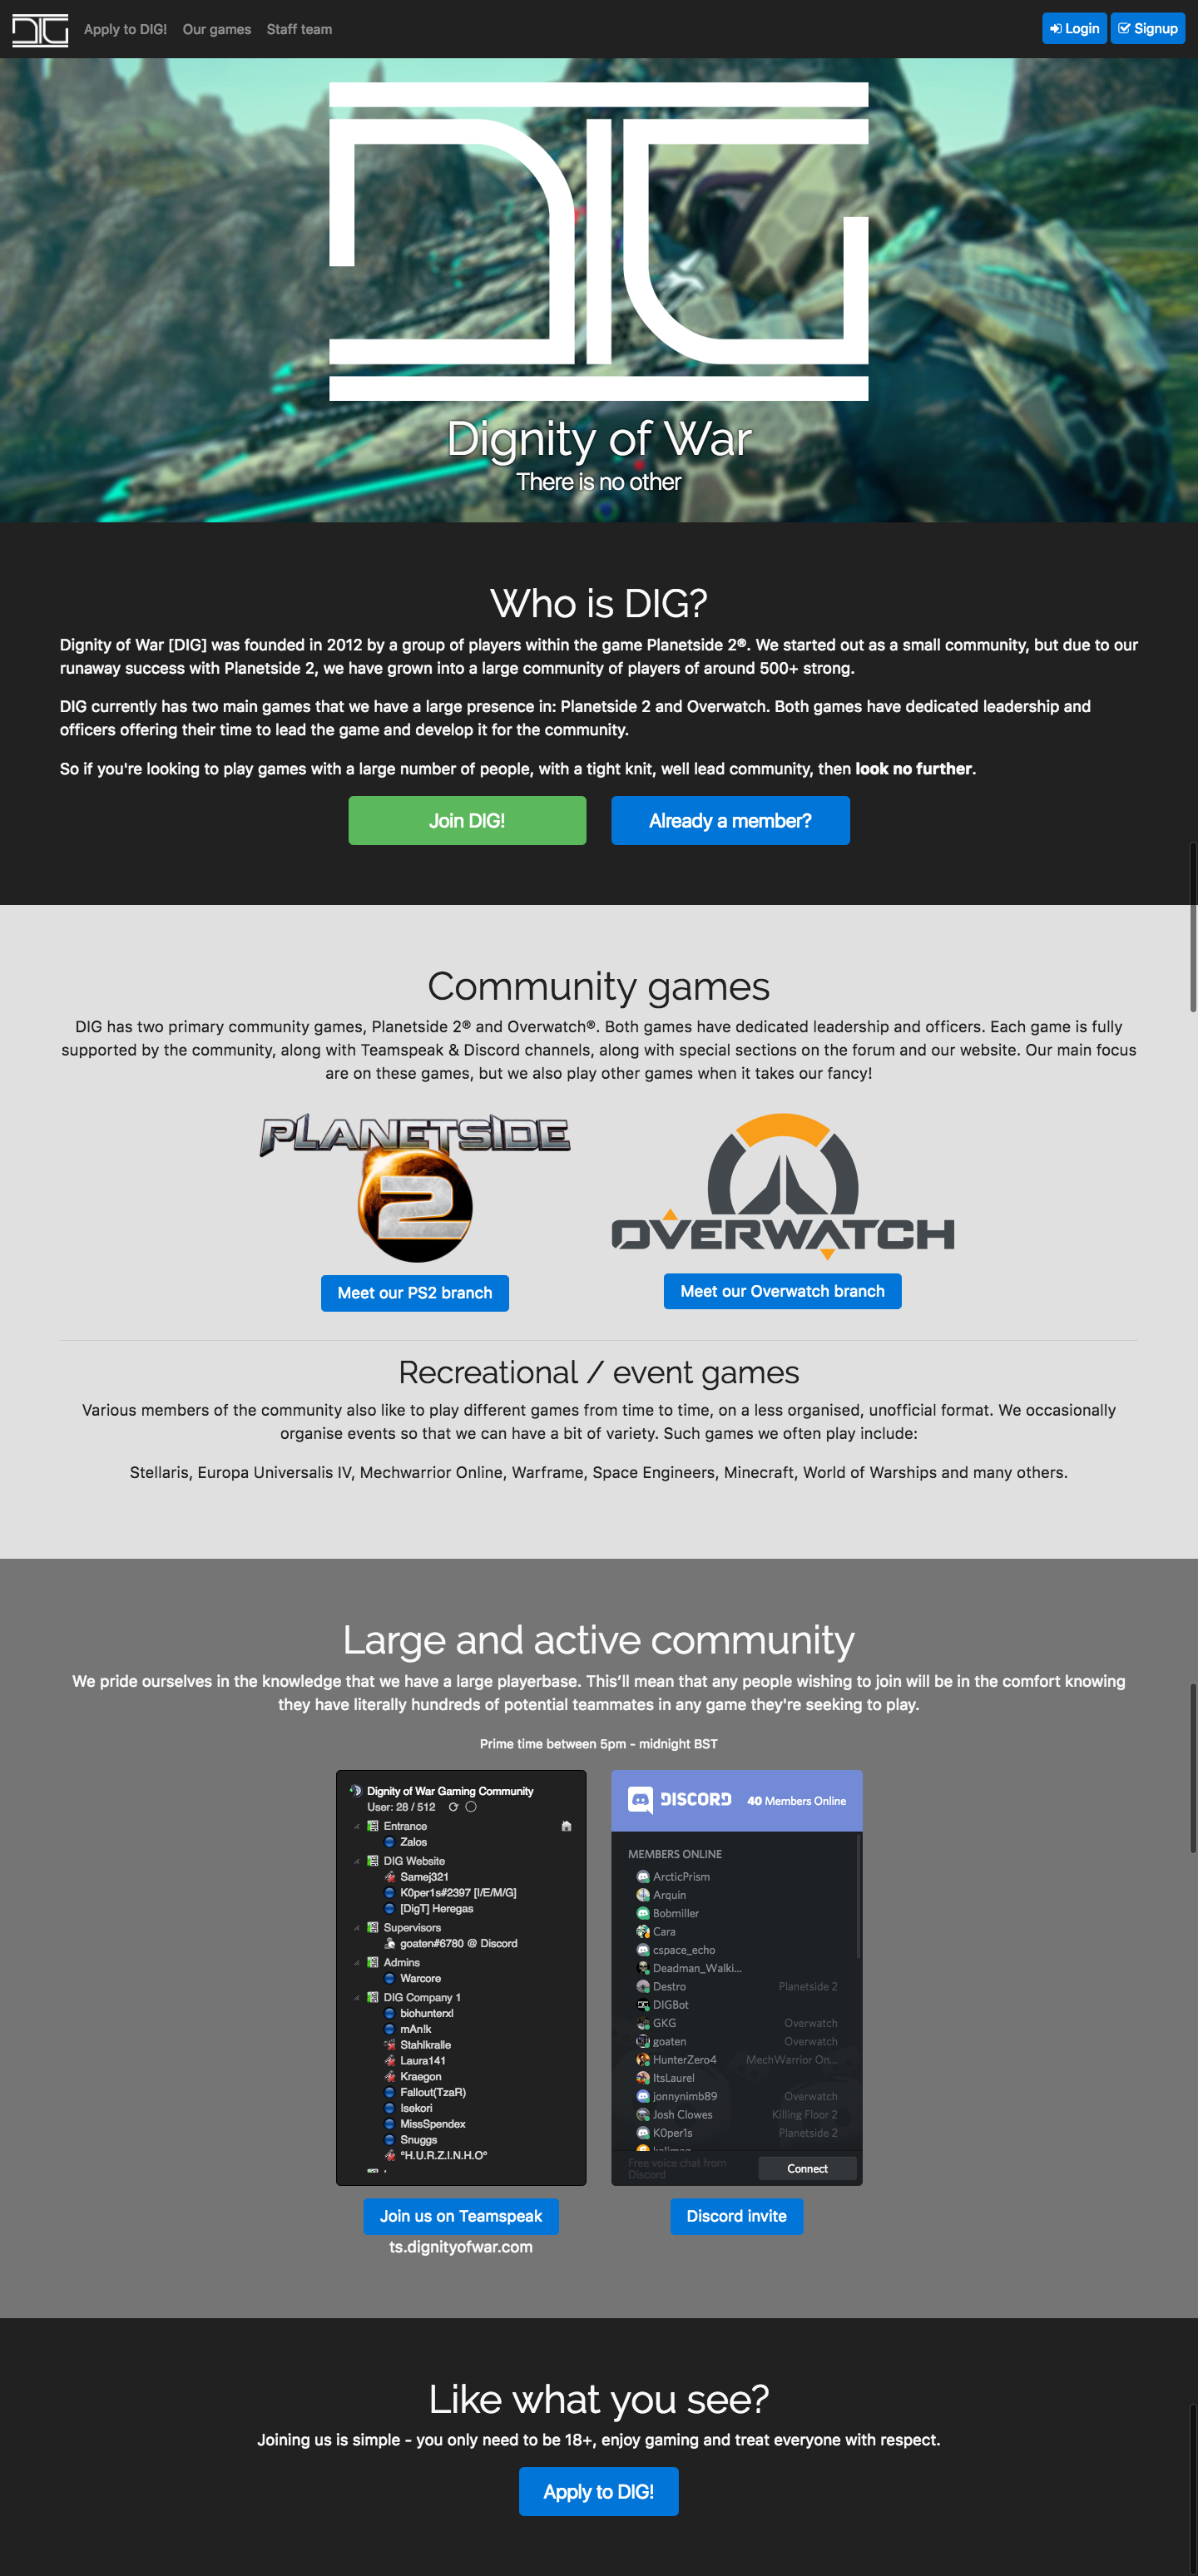 DIG Apply to DIG! Our games Staff team Login Signup
DIG
Dignity of War
There is no other
Who is DIG?
Dignity of War [DIG] was founded in 2012 by a group of players within the game Planetside 2®. We started out as a small community, but due to our
runaway success with Planetside 2, we have grown into a large community of players of around 500+ strong.
DIG currently has two main games that we have a large presence in: Planetside 2 and Overwatch. Both games have dedicated leadership and
officers offering their time to lead the game and develop it for the community.
So if you're looking to play games with a large number of people, with a tight knit, well lead community, then look no further.
Join DIG! Already a member?
Community games
DIG has two primary community games, Planetside 2® and Overwatch®. Both games have dedicated leadership and officers. Each game is fully
supported by the community, along with Teamspeak & Discord channels, along with special sections on the forum and our website. Our main focus
are on these games, but we also play other games when it takes our fancy!
PLANETSIDE
2
OVERWATCH
Meet our PS2 branch Meet our Overwatch branch
Recreational / event games
Various members of the community also like to play different games from time to time, on a less organised, unofficial format. We occasionally
organise events so that we can have a bit of variety. Such games we often play include:
Stellaris, Europa Universalis IV, Mechwarrior Online, Warframe, Space Engineers, Minecraft, World of Warships and many others.
Large and active community
We pride ourselves in the knowledge that we have a large playerbase. This’ll mean that any people wishing to join will be in the comfort knowing
they have literally hundreds of potential teammates in any game they're seeking to play.
Prime time between 5pm - midnight BST
Dignity of War Gaming Community
User: 28 / 512
Entrance
Zalos
DIG Website
Samej321
K0per1s#2397 [I/E/M/G]
[DigT] Heregas
Supervisors
goaten#6780 @ Discord
Admins
Warcore
DIG Company 1
biohunterxl
mAn!k
Stahlkralle
Laura141
Kraegon
Fallout(TzaR)
Isekori
MissSpendex
Snuggs
°H.U.R.Z.I.N.H.O°
DISCORD 40 Members Online
MEMBERS ONLINE
ArcticPrism
Arquin
Bobmiller
Cara
cspace_echo
Deadman_Walki...
Destro Planetside 2
DIGBot
GKG Overwatch
goaten Overwatch
HunterZero4 MechWarrior On...
ItsLaurel
jonnynimb89 Overwatch
Josh Clowes Killing Floor 2
K0per1s Planetside 2
Free voice chat from
Discord
Connect
Join us on Teamspeak Discord invite
ts.dignityofwar.com
Like what you see?
Joining us is simple - you only need to be 18+, enjoy gaming and treat everyone with respect.
Apply to DIG!